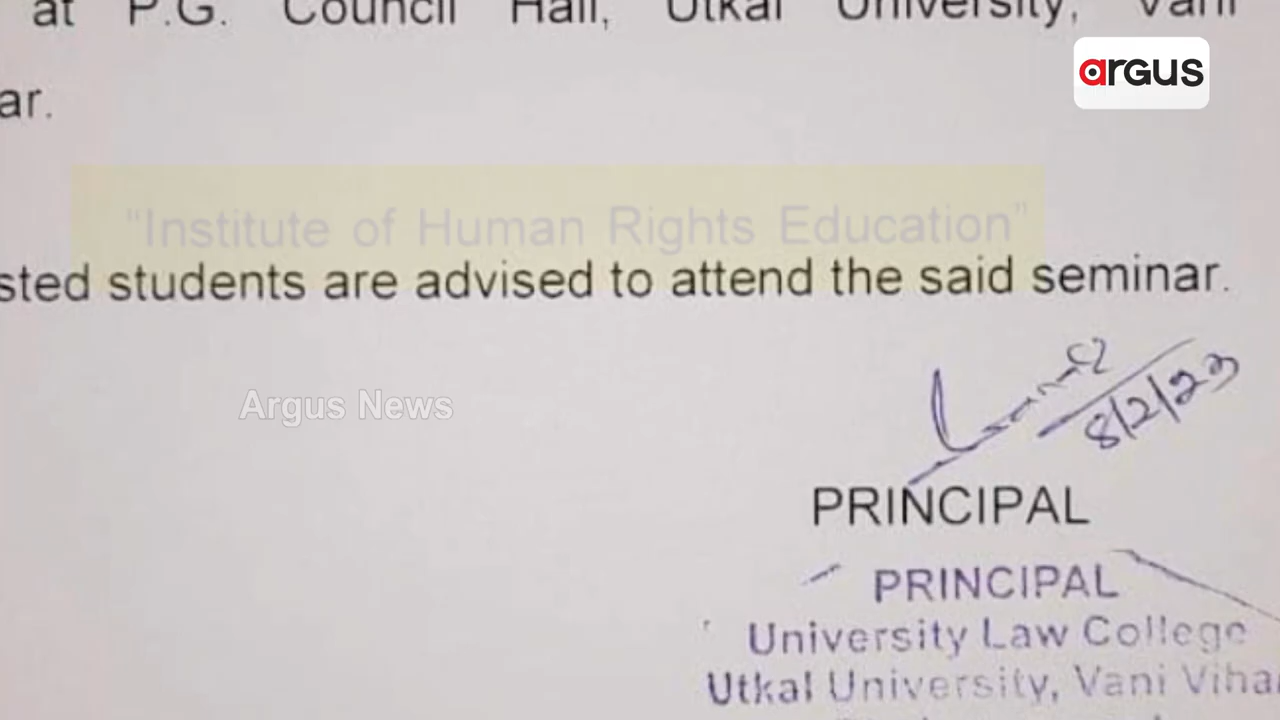 at P.G. Council Hall, Utkal University, Vani
argus
ar.
"Institute of Human Rights Education"
sted students are advised to attend the said seminar.
Argus News
8/2/23
PRINCIPAL
PRINCIPAL
University Law College
Utkal University, Vani Vihar